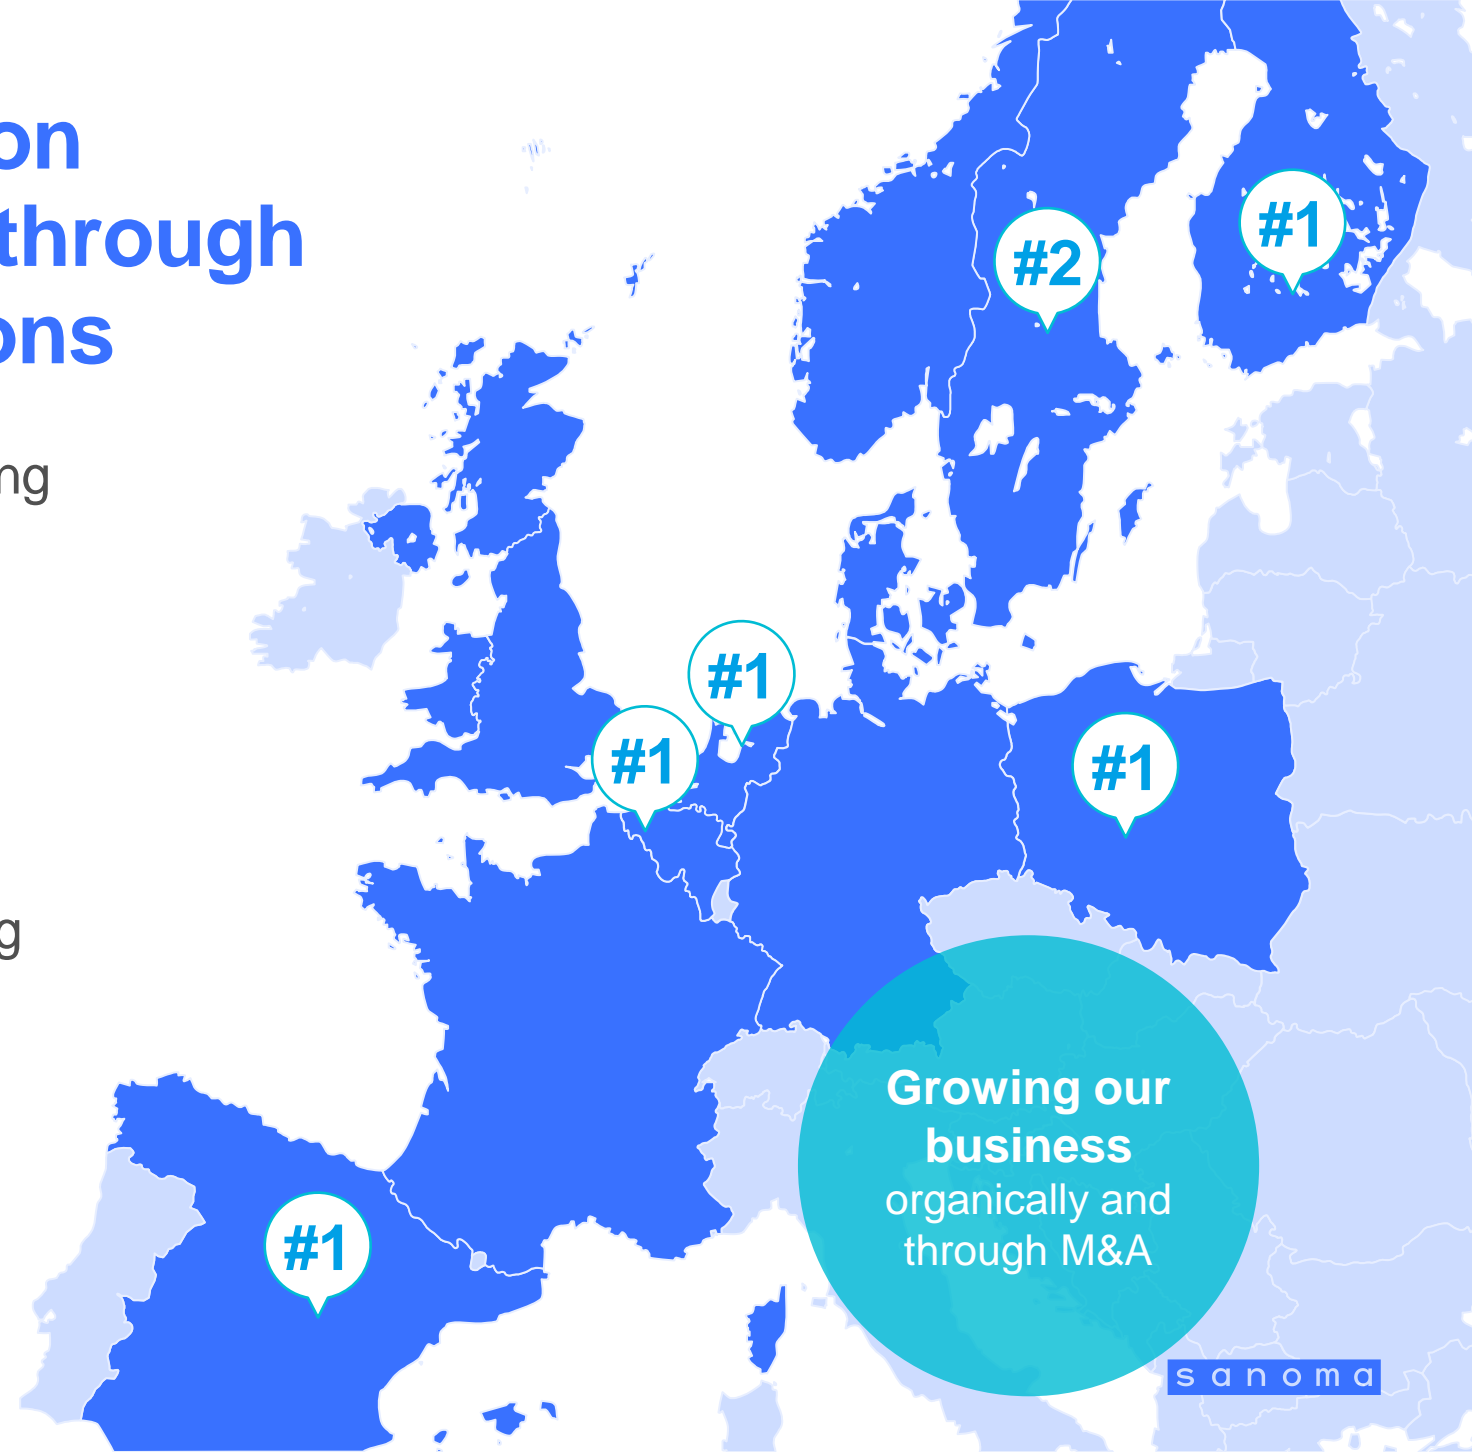 on
through
ons
ng
g
#1
#2
#1
#1
#1
#1
Growing our
business
organically and
through M&A
sanoma